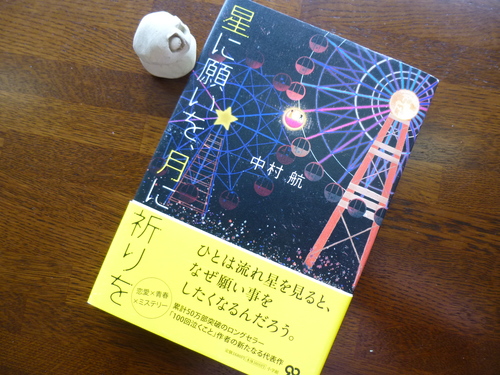 星に願いを、月に祈りを
中村 航
ひとは流れ星を見ると、
なぜ願い事を
したくなるんだろう。
恋愛×青春
×ミステリー
累計50万部突破のロングセラー
「100回泣くこと」作者の新たなる代表作